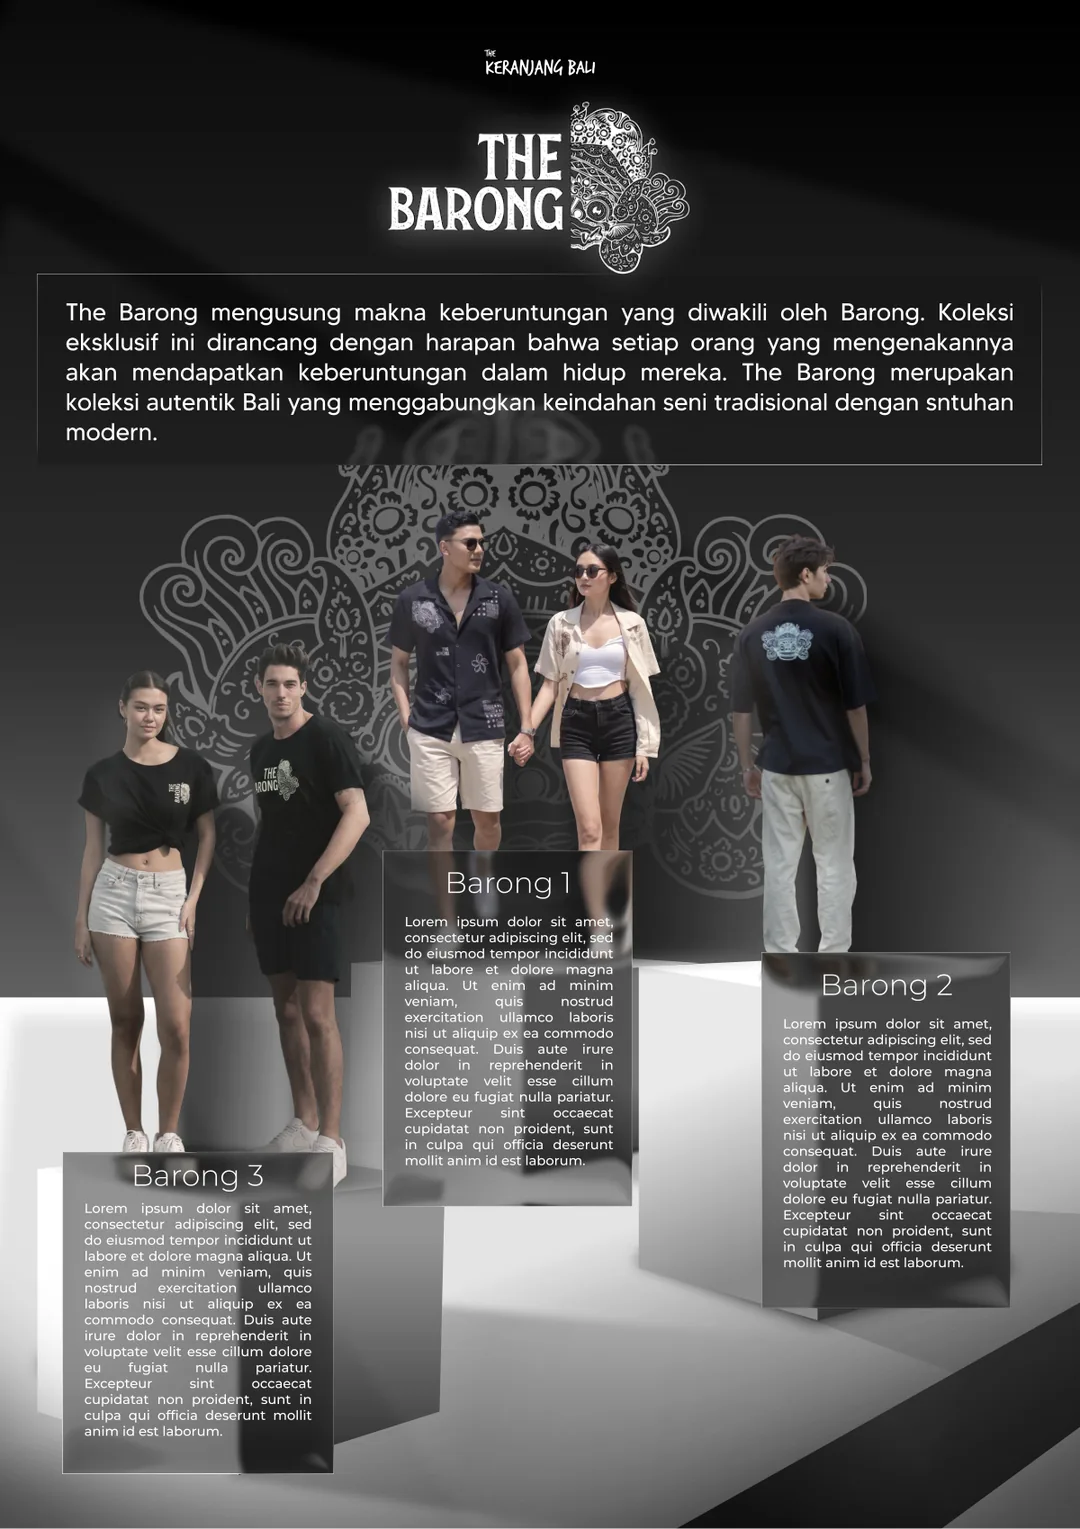 THE
KERANJANG BALI
THE
BARONG
The Barong mengusung makna keberuntungan yang diwakili oleh Barong. Koleksi
eksklusif ini dirancang dengan harapan bahwa setiap orang yang mengenakannya
akan mendapatkan keberuntungan dalam hidup mereka. The Barong merupakan
koleksi autentik Bali yang menggabungkan keindahan seni tradisional dengan sntuhan
modern.
THE
BARONG
THE
BARONG
THE
BARONG
Barong 1
Lorem ipsum dolor sit amet,
consectetur adipiscing elit, sed
do eiusmod tempor incididunt
ut labore et dolore magna
aliqua. Ut enim ad minim
veniam, quis nostrud
exercitation ullamco laboris
nisi ut aliquip ex ea commodo
consequat. Duis aute irure
dolor in reprehenderit in
voluptate velit esse cillum
dolore eu fugiat nulla pariatur.
Excepteur sint occaecat
cupidatat non proident, sunt
in culpa qui officia deserunt
mollit anim id est laborum.
Barong 2
Lorem ipsum dolor sit amet,
consectetur adipiscing elit, sed
do eiusmod tempor incididunt
ut labore et dolore magna
aliqua. Ut enim ad minim
veniam, quis nostrud
exercitation ullamco laboris
nisi ut aliquip ex ea commodo
consequat. Duis aute irure
dolor in reprehenderit in
voluptate velit esse cillum
dolore eu fugiat nulla pariatur.
Excepteur sint occaecat
cupidatat non proident, sunt
in culpa qui officia deserunt
mollit anim id est laborum.
Barong 3
Lorem ipsum dolor sit amet,
consectetur adipiscing elit, sed
do eiusmod tempor incididunt ut
labore et dolore magna aliqua. Ut
enim ad minim veniam, quis
nostrud exercitation ullamco
laboris nisi ut aliquip ex ea
commodo consequat. Duis aute
irure dolor in reprehenderit in
voluptate velit esse cillum dolore
eu fugiat nulla pariatur.
Excepteur sint occaecat
cupidatat non proident, sunt in
culpa qui officia deserunt mollit
anim id est laborum.